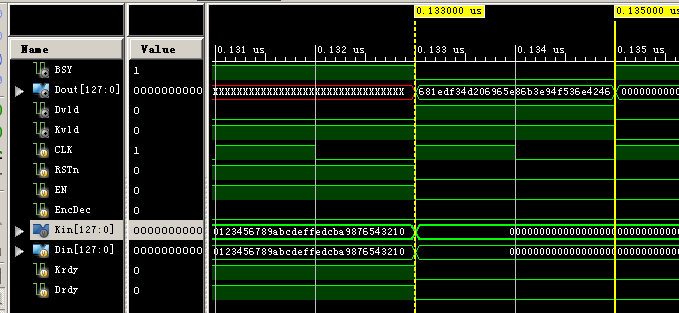 0.133000 us
0.135000 us
Name
Value
0.131 us
0.132 us
0.133 us
0.134 us
0.135 us
BSY
1
Dout[127:0]
0000000000
XXXXXXXXXXXXXXXXXXXXXXXXXXXXXXXX
681edf34d206965e86b3e94f536e4246
0000000000
Dvld
0
Kvld
0
CLK
1
RSTn
0
EN
0
EncDec
0
Kin[127:0]
0000000000
0123456789abcdeffedcba9876543210
00000000000000000000000000000
Din[127:0]
0000000000
0123456789abcdeffedcba9876543210
00000000000000000000000000000
Krdy
0
Drdy
0